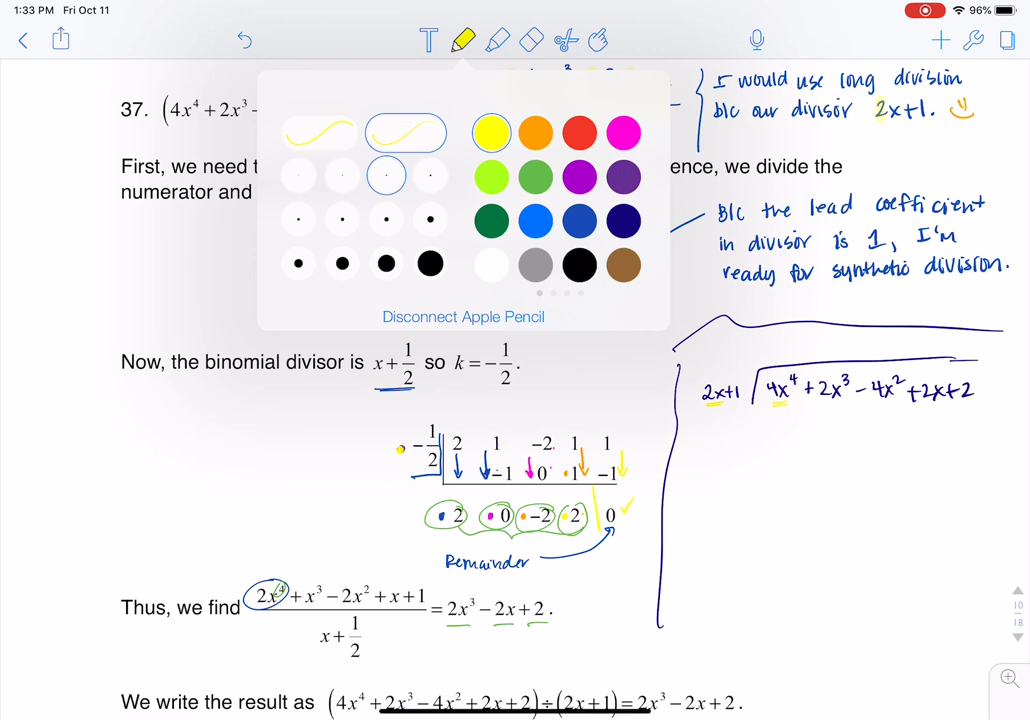 1:33 PM Fri Oct 11
96%
T
I would use long division
37. (4x⁴ + 2x³ -
b/c our divisor 2x+1.
First, we need t
ence, we divide the
numerator and
B/c the lead coefficient
in divisor is 1, I'm
ready for synthetic division.
Disconnect Apple Pencil
Now, the binomial divisor is x + 1/2 so k = -1/2.
2x+1 4x⁴ + 2x³ - 4x² + 2x + 2
-1/2 2 1 -2 1 1
-1 0 1 -1
2 0 -2 2 0
Remainder
Thus, we find (2x⁴ + x³ - 2x² + x + 1)/(x + 1/2) = 2x³ - 2x + 2.
10
18
We write the result as (4x⁴ + 2x³ - 4x² + 2x + 2) ÷ (2x + 1) = 2x³ - 2x + 2.